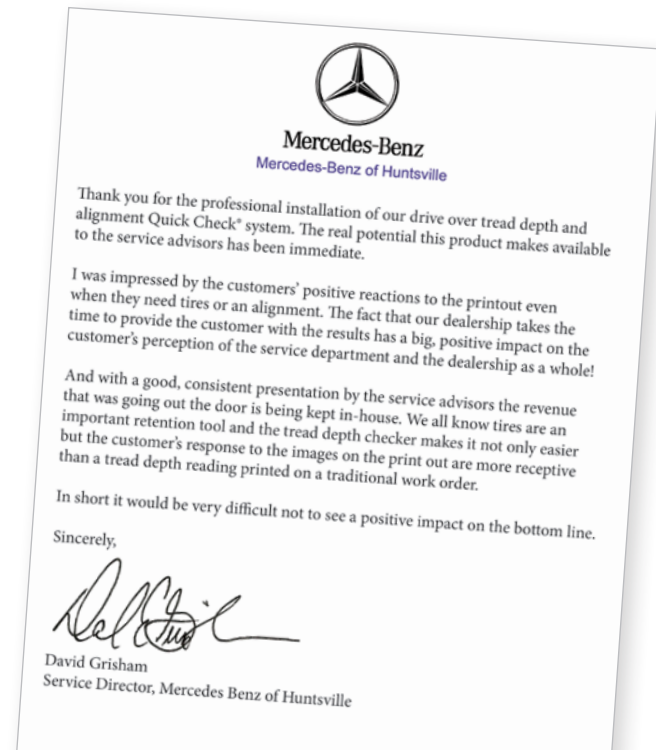 Mercedes-Benz
Mercedes-Benz of Huntsville
Thank you for the professional installation of our drive over tread depth and
alignment Quick Check® system. The real potential this product makes available
to the service advisors has been immediate.
I was impressed by the customers' positive reactions to the printout even
when they need tires or an alignment. The fact that our dealership takes the
time to provide the customer with the results has a big, positive impact on the
customer's perception of the service department and the dealership as a whole!
And with a good, consistent presentation by the service advisors the revenue
that was going out the door is being kept in-house. We all know tires are an
important retention tool and the tread depth checker makes it not only easier
but the customer's response to the images on the print out are more receptive
than a tread depth reading printed on a traditional work order.
In short it would be very difficult not to see a positive impact on the bottom line.
Sincerely,
David Grisham
Service Director, Mercedes Benz of Huntsville